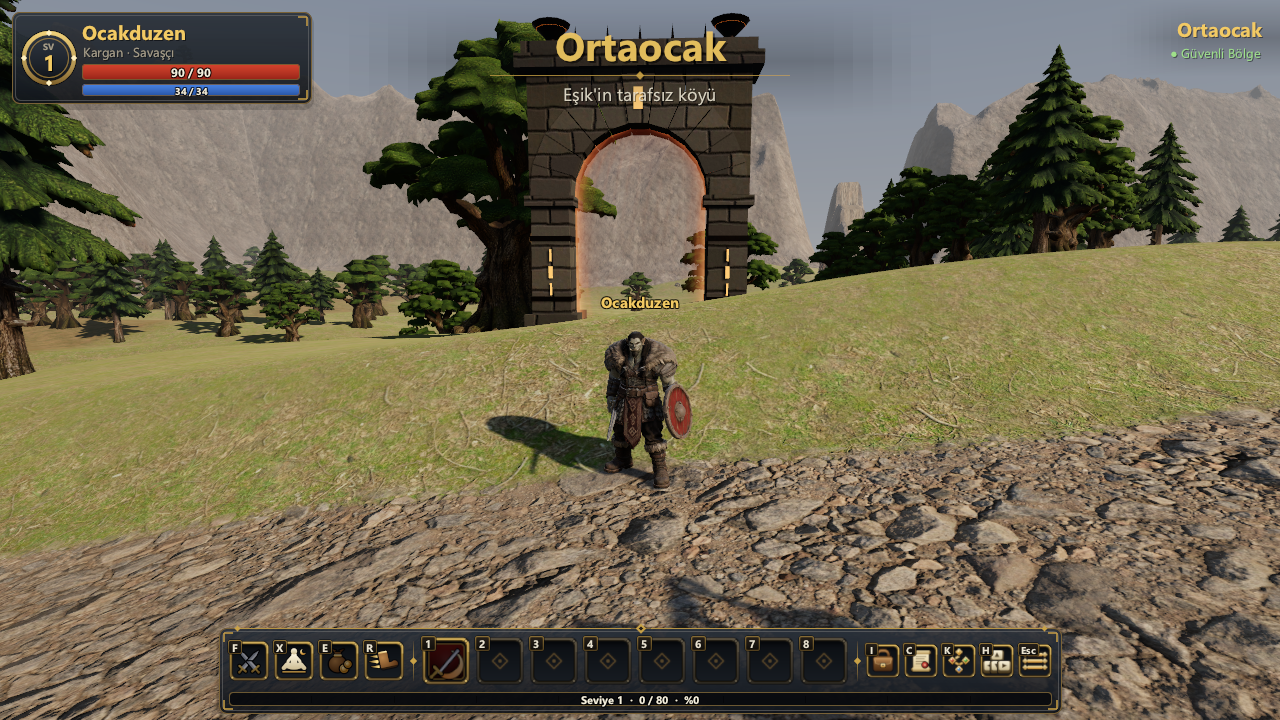 Ocakduzen
SV
1
Kargan · Savaşçı
90 / 90
34 / 34
Ortaocak
Eşik'in tarafsız köyü
Ortaocak
Güvenli Bölge
Ocakduzen
F X E R 1 2 3 4 5 6 7 8 I C K H Esc
Seviye 1 · 0 / 80 · %0